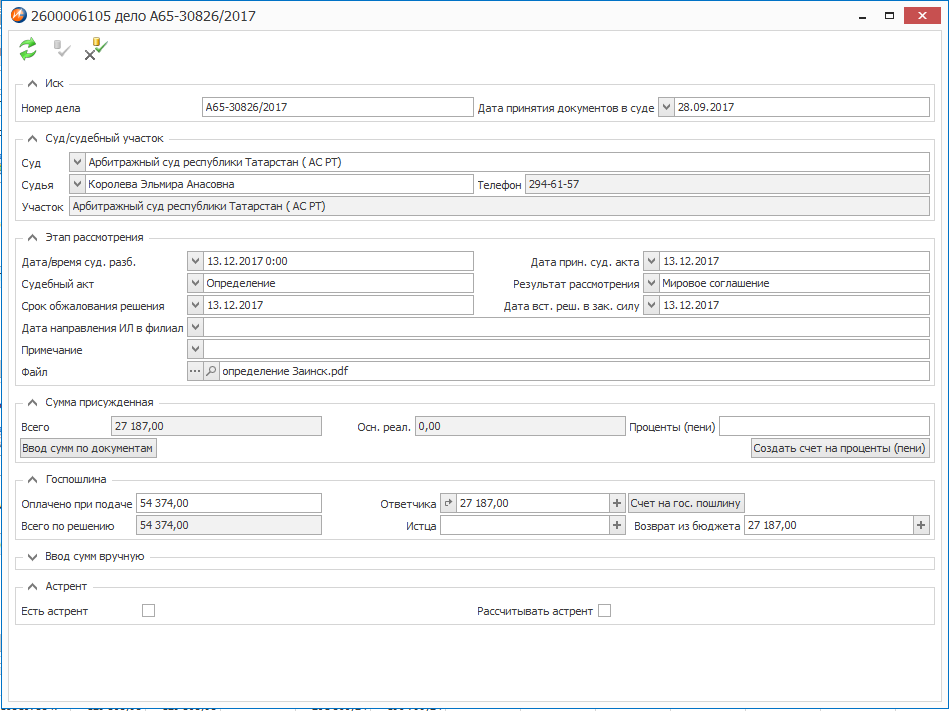 2600006105 дело А65-30826/2017
Иск
Номер дела А65-30826/2017 Дата принятия документов в суде 28.09.2017
Суд/судебный участок
Суд Арбитражный суд республики Татарстан ( АС РТ)
Судья Королева Эльмира Анасовна Телефон 294-61-57
Участок Арбитражный суд республики Татарстан ( АС РТ)
Этап рассмотрения
Дата/время суд. разб. 13.12.2017 0:00 Дата прин. суд. акта 13.12.2017
Судебный акт Определение Результат рассмотрения Мировое соглашение
Срок обжалования решения 13.12.2017 Дата вст. реш. в зак. силу 13.12.2017
Дата направления ИЛ в филиал
Примечание
Файл определение Заинск.pdf
Сумма присужденная
Всего 27 187,00 Осн. реал. 0,00 Проценты (пени)
Ввод сумм по документам Создать счет на проценты (пени)
Госпошлина
Оплачено при подаче 54 374,00 Ответчика 27 187,00 Счет на гос. пошлину
Всего по решению 54 374,00 Истца Возврат из бюджета 27 187,00
Ввод сумм вручную
Астрент
Есть астрент Рассчитывать астрент